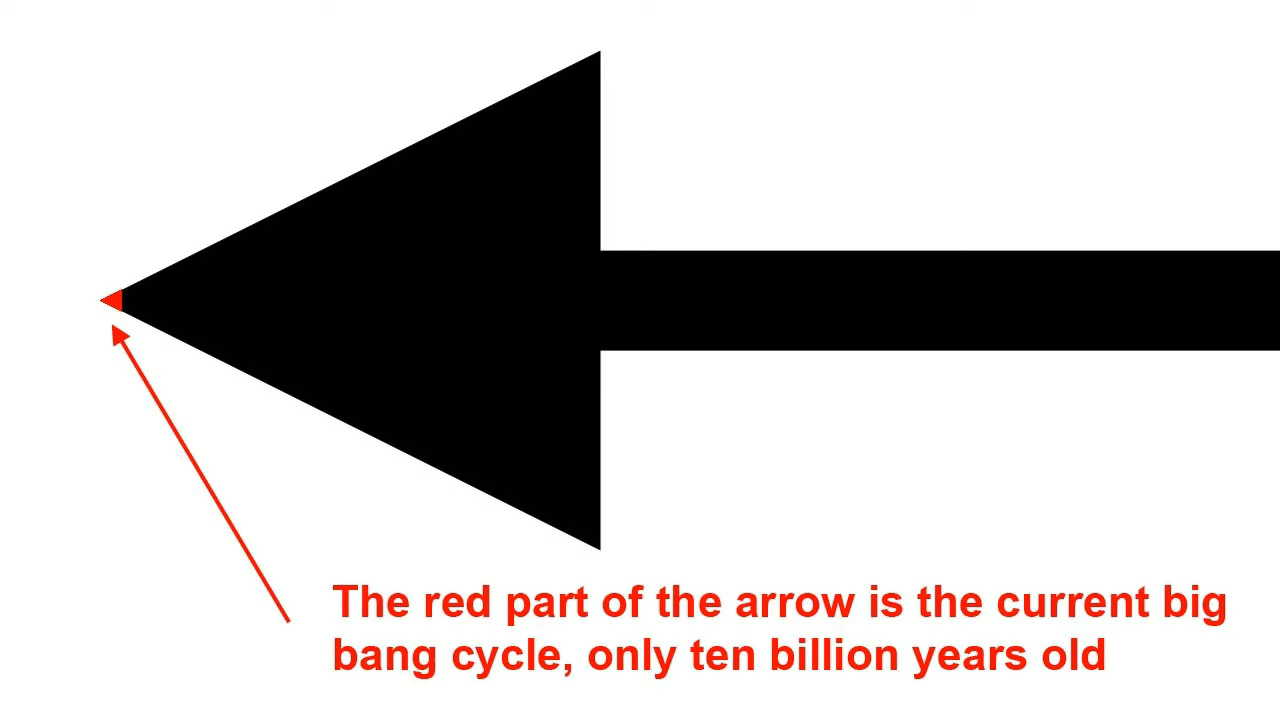 The red part of the arrow is the current big
bang cycle, only ten billion years old